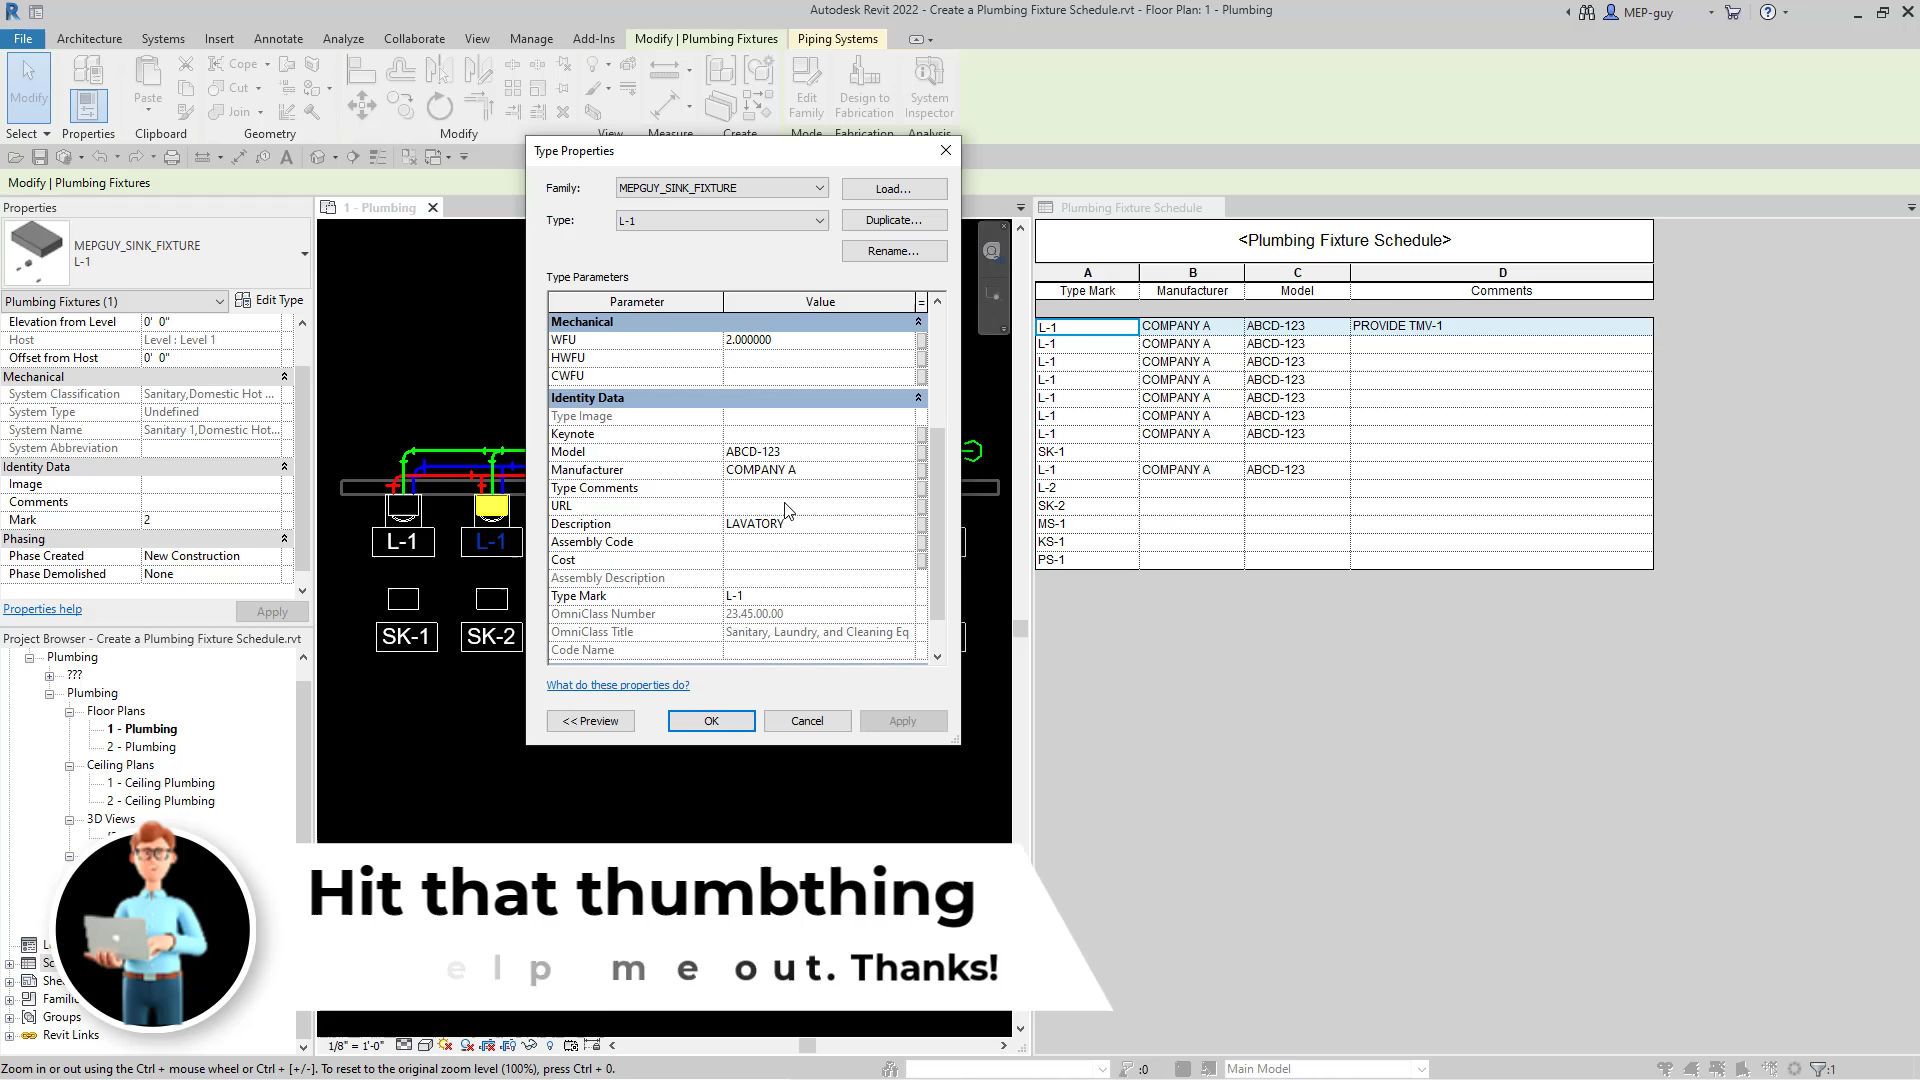 Autodesk Revit 2022 - Create a Plumbing Fixture Schedule.rvt - Floor Plan: 1 - Plumbing
MEP-guy
File Architecture Systems Insert Annotate Analyze Collaborate View Manage Add-Ins Modify | Plumbing Fixtures Piping Systems
Modify
Paste
Cope
Cut
Join
Edit Family
Design to Fabrication
System Inspector
Select Properties Clipboard Geometry Modify View Measure Create Mode Fabrication Analysis
Modify | Plumbing Fixtures
Properties
MEPGUY_SINK_FIXTURE
L-1
Plumbing Fixtures (1) Edit Type
Elevation from Level 0' 0"
Host Level : Level 1
Offset from Host 0' 0"
Mechanical
System Classification Sanitary,Domestic Hot ...
System Type Undefined
System Name Sanitary 1,Domestic Hot...
System Abbreviation
Identity Data
Image
Comments
Mark 2
Phasing
Phase Created New Construction
Phase Demolished None
Properties help Apply
Project Browser - Create a Plumbing Fixture Schedule.rvt
Plumbing
???
Plumbing
Floor Plans
1 - Plumbing
2 - Plumbing
Ceiling Plans
1 - Ceiling Plumbing
2 - Ceiling Plumbing
3D Views
L
Sc
She
Famili
Groups
Revit Links
1 - Plumbing
L-1 L-1
SK-1 SK-2
Type Properties
Family: MEPGUY_SINK_FIXTURE Load...
Type: L-1 Duplicate...
Rename...
Type Parameters
Parameter Value =
Mechanical
WFU 2.000000
HWFU
CWFU
Identity Data
Type Image
Keynote
Model ABCD-123
Manufacturer COMPANY A
Type Comments
URL
Description LAVATORY
Assembly Code
Cost
Assembly Description
Type Mark L-1
OmniClass Number 23.45.00.00
OmniClass Title Sanitary, Laundry, and Cleaning Eq
Code Name
What do these properties do?
<< Preview OK Cancel Apply
Plumbing Fixture Schedule
<Plumbing Fixture Schedule>
A B C D
Type Mark Manufacturer Model Comments
L-1 COMPANY A ABCD-123 PROVIDE TMV-1
L-1 COMPANY A ABCD-123
L-1 COMPANY A ABCD-123
L-1 COMPANY A ABCD-123
L-1 COMPANY A ABCD-123
L-1 COMPANY A ABCD-123
L-1 COMPANY A ABCD-123
SK-1
L-1 COMPANY A ABCD-123
L-2
SK-2
MS-1
KS-1
PS-1
Hit that thumbthing
elp me out. Thanks!
1/8" = 1'-0"
Zoom in or out using the Ctrl + mouse wheel or Ctrl + [+/-]. To reset to the original zoom level (100%), press Ctrl + 0.
:0 Main Model :1